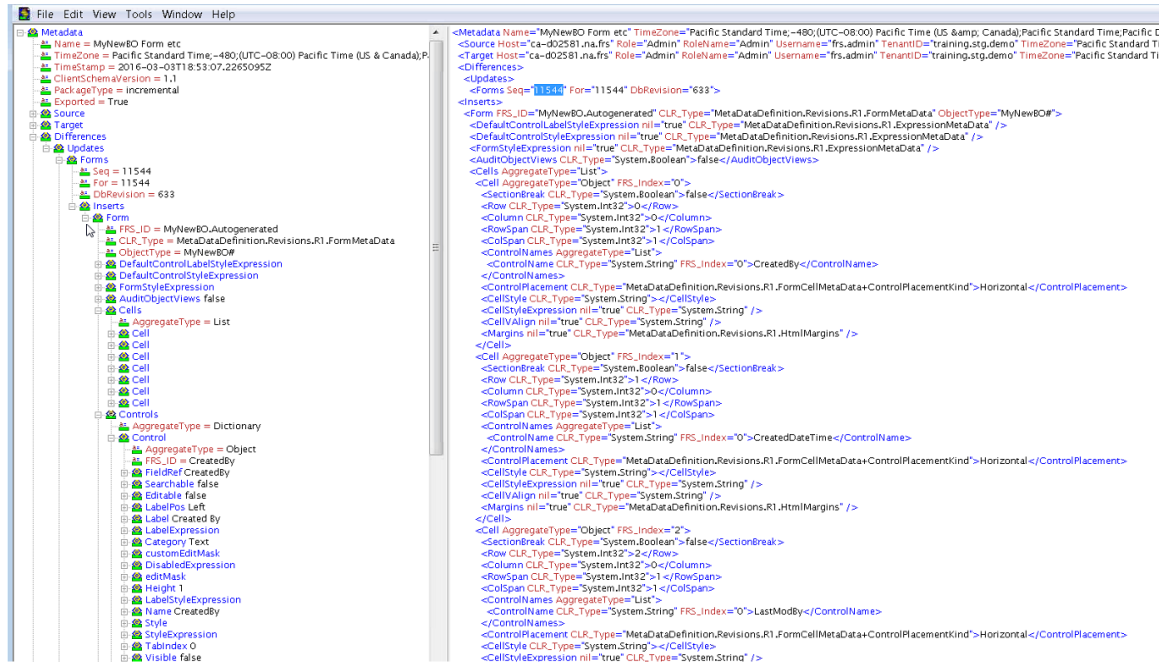 File Edit View Tools Window Help
Metadata
Name = MyNewBO Form etc
TimeZone = Pacific Standard Time;-480;(UTC-08:00) Pacific Time (US & Canada);P.
TimeStamp = 2016-03-03T18:53:07.2265095Z
ClientSchemaVersion = 1.1
PackageType = incremental
Exported = True
Source
Target
Differences
Updates
Forms
Seq = 11544
For = 11544
DbRevision = 633
Inserts
Form
FRS_ID = MyNewBO.Autogenerated
CLR_Type = MetaDataDefinition.Revisions.R1.FormMetaData
ObjectType = MyNewBO#
DefaultControlLabelStyleExpression
DefaultControlStyleExpression
FormStyleExpression
AuditObjectViews false
Cells
AggregateType = List
Cell
Cell
Cell
Cell
Cell
Cell
Controls
AggregateType = Dictionary
Control
AggregateType = Object
FRS_ID = CreatedBy
FieldRef CreatedBy
Searchable false
Editable false
LabelPos Left
Label Created By
LabelExpression
Category Text
customEditMask
DisabledExpression
editMask
Height 1
LabelStyleExpression
Name CreatedBy
Style
StyleExpression
TabIndex 0
Visible false
<Metadata Name="MyNewBO Form etc" TimeZone="Pacific Standard Time;-480;(UTC-08:00) Pacific Time (US &amp; Canada);Pacific Standard Time;Pacific D
<Source Host="ca-d02581.na.frs" Role="Admin" RoleName="Admin" Username="frs.admin" TenantID="training.stg.demo" TimeZone="Pacific Standard T
<Target Host="ca-d02581.na.frs" Role="Admin" RoleName="Admin" Username="frs.admin" TenantID="training.stg.demo" TimeZone="Pacific Standard Ti
<Differences>
<Updates>
<Forms Seq="11544" For="11544" DbRevision="633">
<Inserts>
<Form FRS_ID="MyNewBO.Autogenerated" CLR_Type="MetaDataDefinition.Revisions.R1.FormMetaData" ObjectType="MyNewBO#">
<DefaultControlLabelStyleExpression nil="true" CLR_Type="MetaDataDefinition.Revisions.R1.ExpressionMetaData" />
<DefaultControlStyleExpression nil="true" CLR_Type="MetaDataDefinition.Revisions.R1.ExpressionMetaData" />
<FormStyleExpression nil="true" CLR_Type="MetaDataDefinition.Revisions.R1.ExpressionMetaData" />
<AuditObjectViews CLR_Type="System.Boolean">false</AuditObjectViews>
<Cells AggregateType="List">
<Cell AggregateType="Object" FRS_Index="0">
<SectionBreak CLR_Type="System.Boolean">false</SectionBreak>
<Row CLR_Type="System.Int32">0</Row>
<Column CLR_Type="System.Int32">0</Column>
<RowSpan CLR_Type="System.Int32">1</RowSpan>
<ColSpan CLR_Type="System.Int32">1</ColSpan>
<ControlNames AggregateType="List">
<ControlName CLR_Type="System.String" FRS_Index="0">CreatedBy</ControlName>
</ControlNames>
<ControlPlacement CLR_Type="MetaDataDefinition.Revisions.R1.FormCellMetaData+ControlPlacementKind">Horizontal</ControlPlacement>
<CellStyle CLR_Type="System.String"></CellStyle>
<CellStyleExpression nil="true" CLR_Type="System.String" />
<CellVAlign nil="true" CLR_Type="System.String" />
<Margins nil="true" CLR_Type="MetaDataDefinition.Revisions.R1.HtmlMargins" />
</Cell>
<Cell AggregateType="Object" FRS_Index="1">
<SectionBreak CLR_Type="System.Boolean">false</SectionBreak>
<Row CLR_Type="System.Int32">1</Row>
<Column CLR_Type="System.Int32">0</Column>
<RowSpan CLR_Type="System.Int32">1</RowSpan>
<ColSpan CLR_Type="System.Int32">1</ColSpan>
<ControlNames AggregateType="List">
<ControlName CLR_Type="System.String" FRS_Index="0">CreatedDateTime</ControlName>
</ControlNames>
<ControlPlacement CLR_Type="MetaDataDefinition.Revisions.R1.FormCellMetaData+ControlPlacementKind">Horizontal</ControlPlacement>
<CellStyle CLR_Type="System.String"></CellStyle>
<CellStyleExpression nil="true" CLR_Type="System.String" />
<CellVAlign nil="true" CLR_Type="System.String" />
<Margins nil="true" CLR_Type="MetaDataDefinition.Revisions.R1.HtmlMargins" />
</Cell>
<Cell AggregateType="Object" FRS_Index="2">
<SectionBreak CLR_Type="System.Boolean">false</SectionBreak>
<Row CLR_Type="System.Int32">2</Row>
<Column CLR_Type="System.Int32">0</Column>
<RowSpan CLR_Type="System.Int32">1</RowSpan>
<ColSpan CLR_Type="System.Int32">1</ColSpan>
<ControlNames AggregateType="List">
<ControlName CLR_Type="System.String" FRS_Index="0">LastModBy</ControlName>
</ControlNames>
<ControlPlacement CLR_Type="MetaDataDefinition.Revisions.R1.FormCellMetaData+ControlPlacementKind">Horizontal</ControlPlacement>
<CellStyle CLR_Type="System.String"></CellStyle>
<CellStyleExpression nil="true" CLR_Type="System.String" />